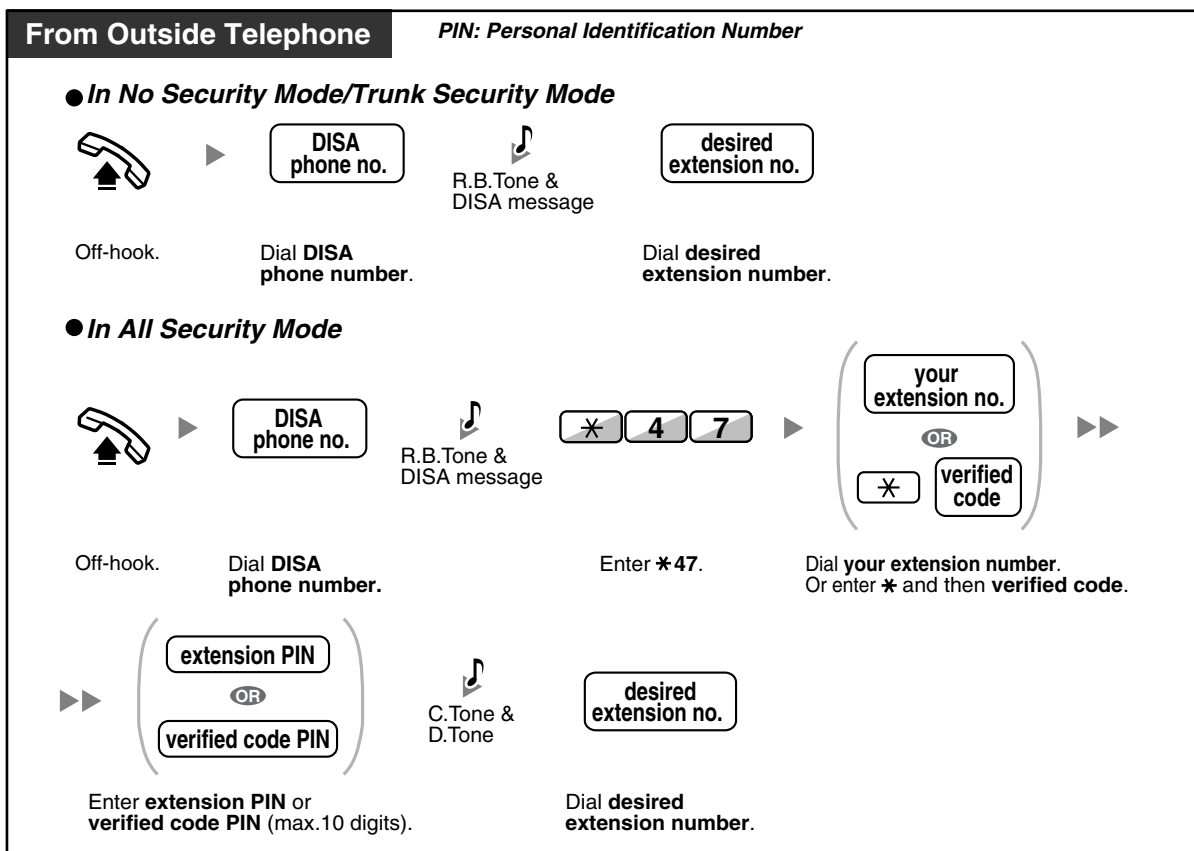 From Outside Telephone
PIN: Personal Identification Number
● In No Security Mode/Trunk Security Mode
DISA
phone no.
R.B.Tone &
DISA message
desired
extension no.
Off-hook.
Dial DISA
phone number.
Dial desired
extension number.
● In All Security Mode
DISA
phone no.
R.B.Tone &
DISA message
* 4 7
your
extension no.
OR
* verified
code
Off-hook.
Dial DISA
phone number.
Enter *47.
Dial your extension number.
Or enter * and then verified code.
extension PIN
OR
verified code PIN
C.Tone &
D.Tone
desired
extension no.
Enter extension PIN or
verified code PIN (max.10 digits).
Dial desired
extension number.